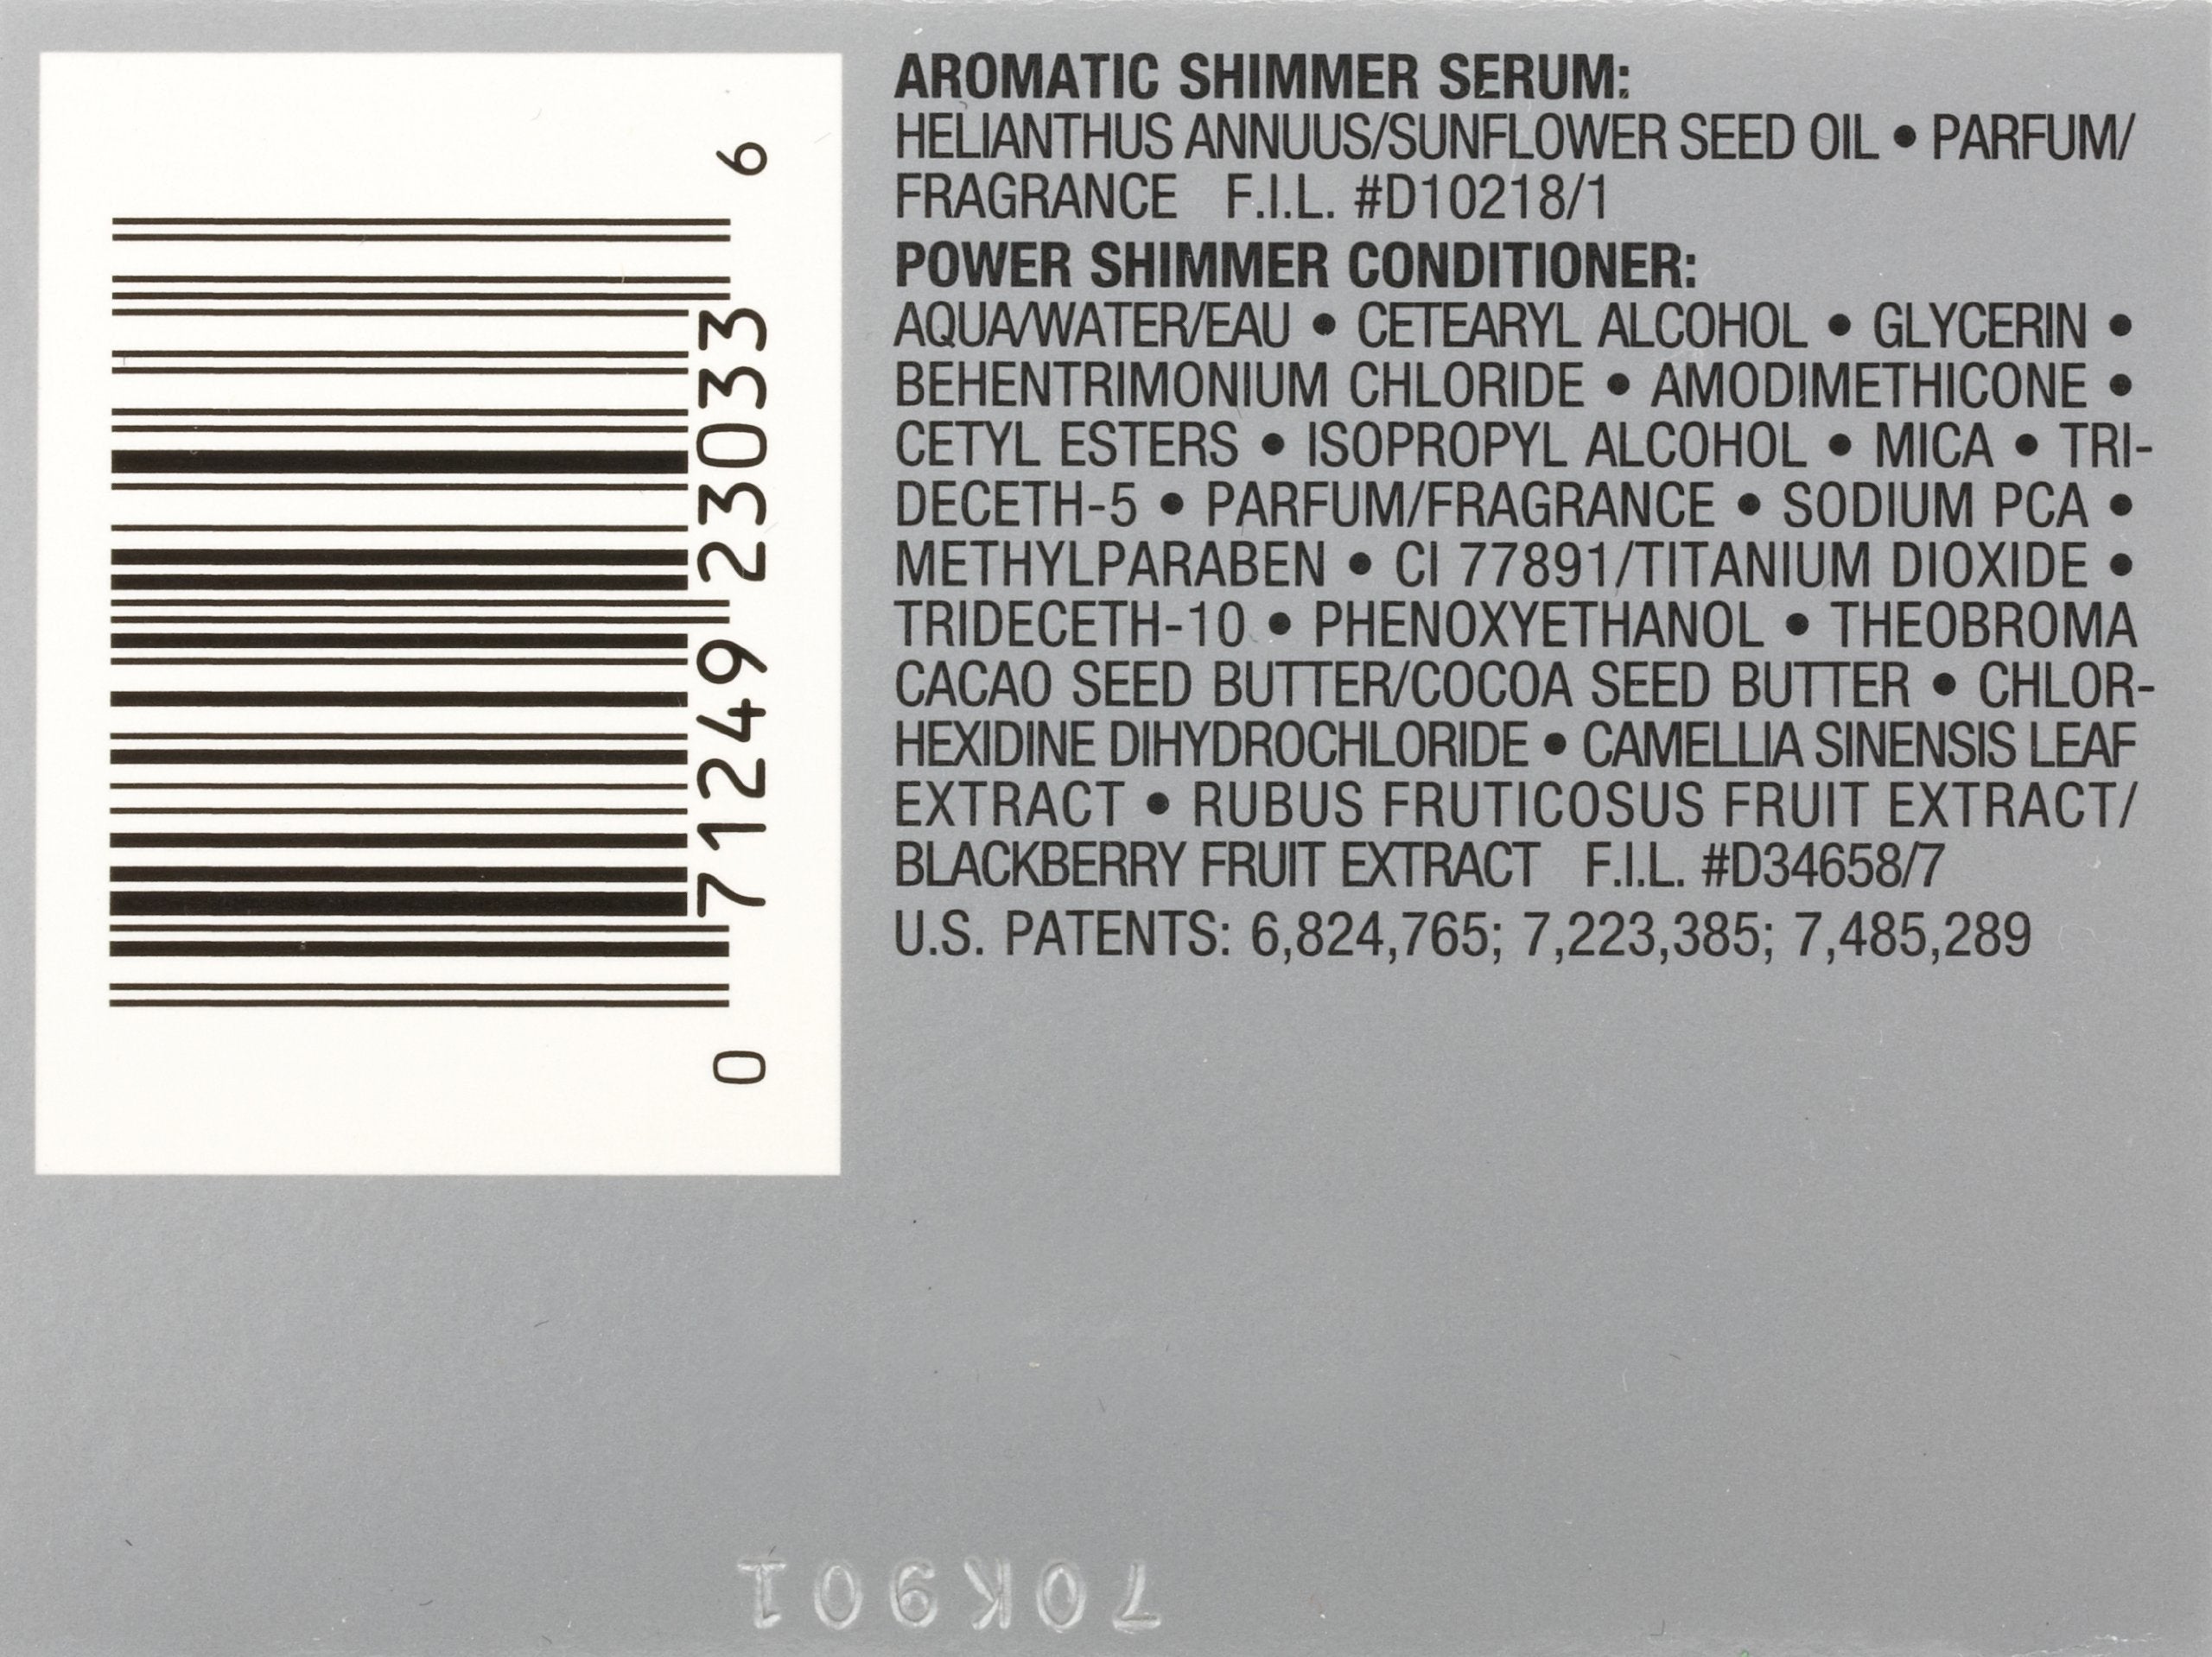 AROMATIC SHIMMER SERUM:
HELIANTHUS ANNUUS/SUNFLOWER SEED OIL • PARFUM/
FRAGRANCE F.I.L. #D10218/1
POWER SHIMMER CONDITIONER:
AQUA/WATER/EAU • CETEARYL ALCOHOL • GLYCERIN •
BEHENTRIMONIUM CHLORIDE • AMODIMETHICONE •
CETYL ESTERS • ISOPROPYL ALCOHOL • MICA • TRI-
DECETH-5 • PARFUM/FRAGRANCE • SODIUM PCA •
METHYLPARABEN • CI 77891/TITANIUM DIOXIDE •
TRIDECETH-10 • PHENOXYETHANOL • THEOBROMA
CACAO SEED BUTTER/COCOA SEED BUTTER • CHLOR-
HEXIDINE DIHYDROCHLORIDE • CAMELLIA SINENSIS LEAF
EXTRACT • RUBUS FRUTICOSUS FRUIT EXTRACT/
BLACKBERRY FRUIT EXTRACT F.I.L. #D34658/7
U.S. PATENTS: 6,824,765; 7,223,385; 7,485,289
0 71249 23033 6
70K901